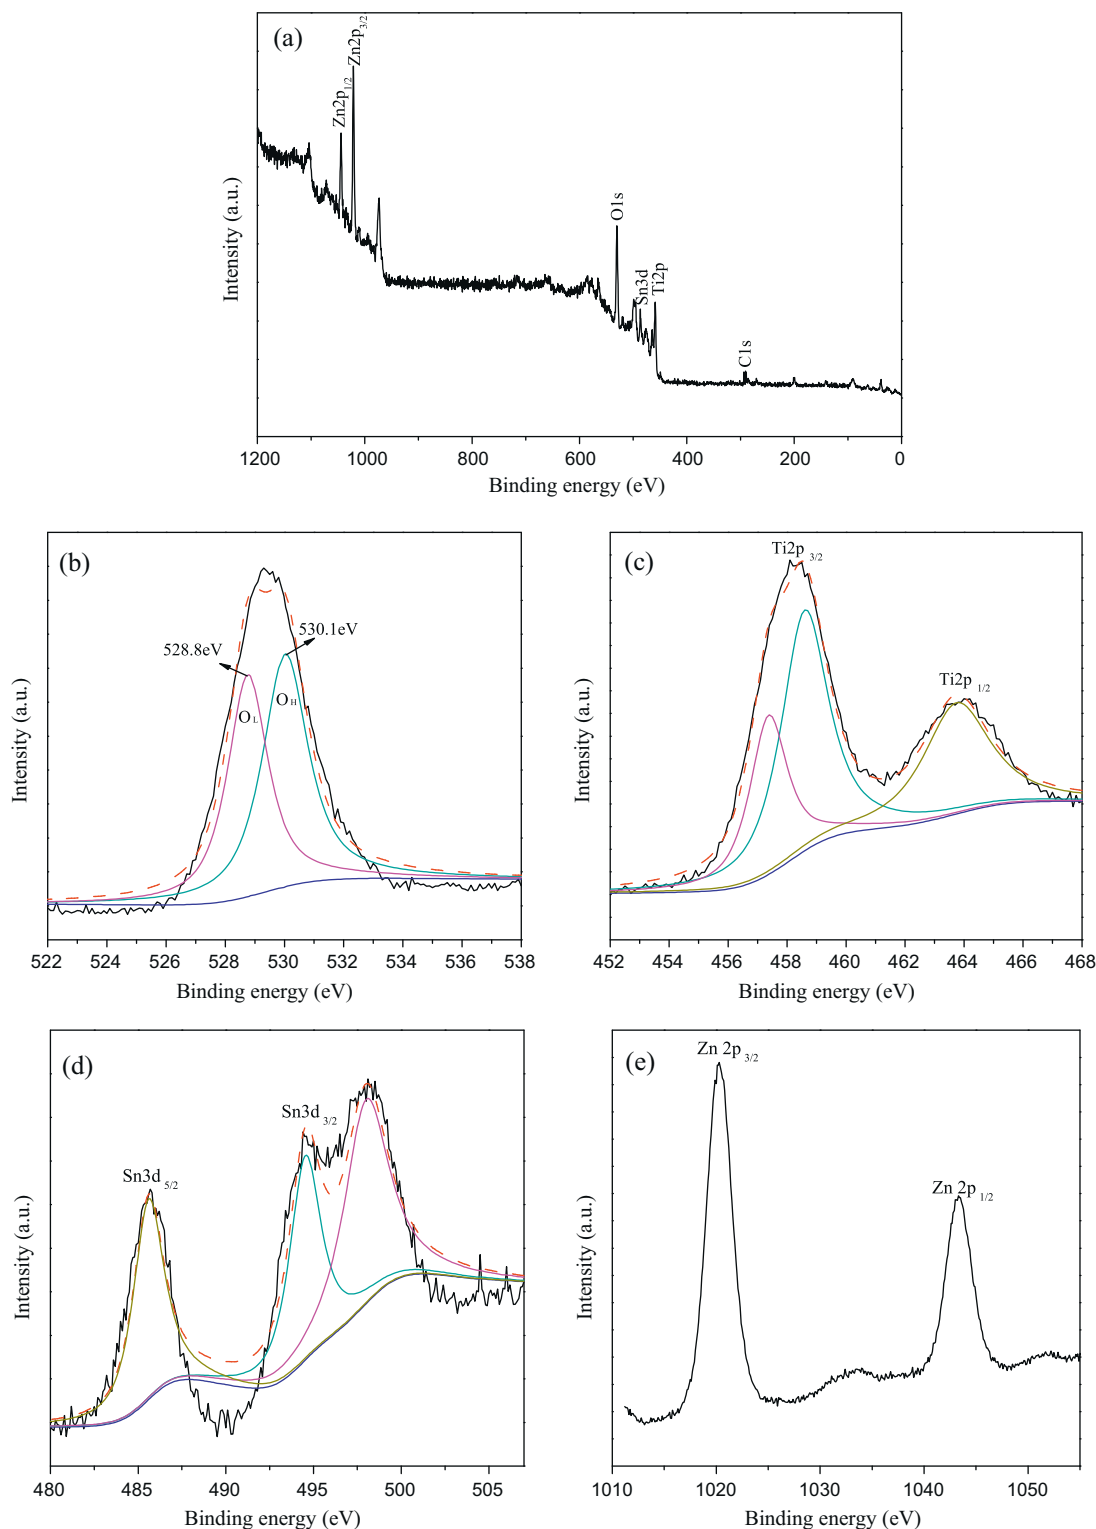 (a)
Zn2p1/2
Zn2p3/2
O1s
Sn3d
Ti2p
C1s
Intensity (a.u.)
1200 1000 800 600 400 200 0
Binding energy (eV)
(b)
528.8eV
530.1eV
OL
OH
Intensity (a.u.)
522 524 526 528 530 532 534 536 538
Binding energy (eV)
(c)
Ti2p 3/2
Ti2p 1/2
Intensity (a.u.)
452 454 456 458 460 462 464 466 468
Binding energy (eV)
(d)
Sn3d 5/2
Sn3d 3/2
Intensity (a.u.)
480 485 490 495 500 505
Binding energy (eV)
(e)
Zn 2p 3/2
Zn 2p 1/2
Intensity (a.u.)
1010 1020 1030 1040 1050
Binding energy (eV)